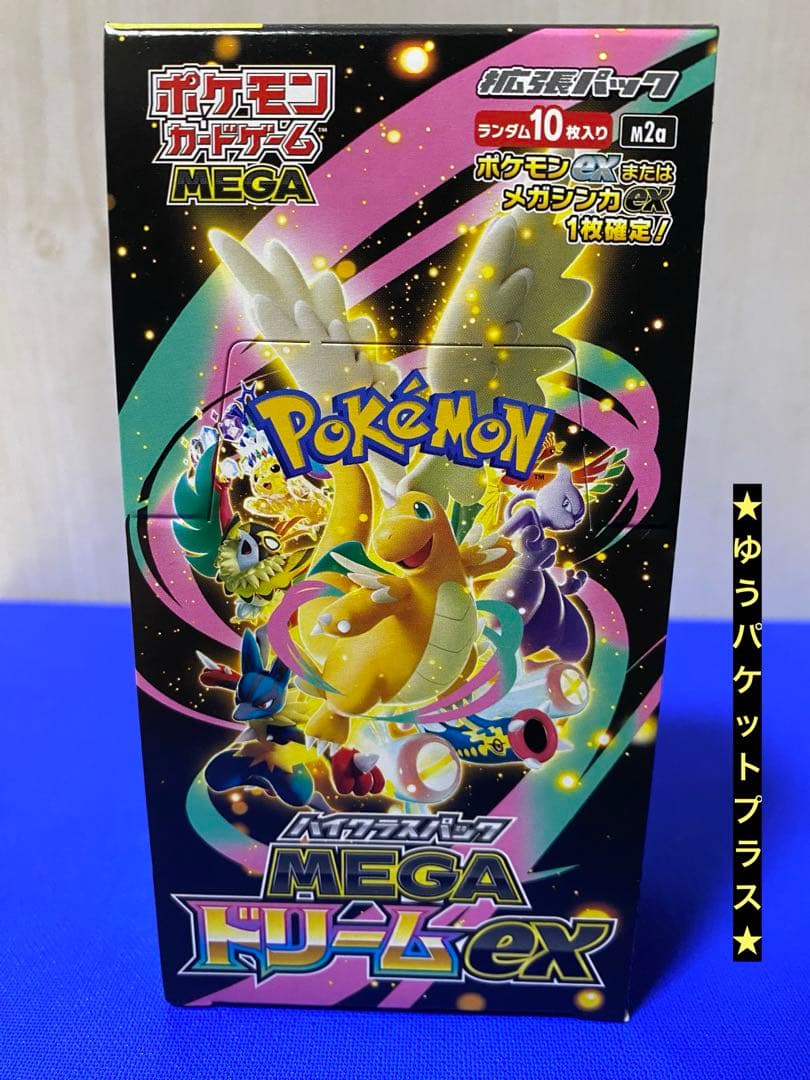 ポケモン
カードゲーム™
MEGA
拡張パック
ランダム10枚入り
M2a
ポケモンexまたは
メガシンカex
1枚確定!
POKÉMON™
★ゆうパケットプラス★
ハイクラスパック
MEGA
ドリームex